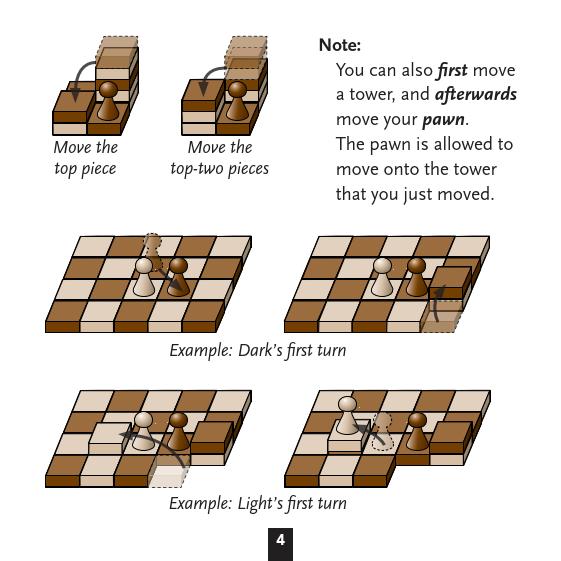 Move the
top piece
Move the
top-two pieces
Note:
You can also first move
a tower, and afterwards
move your pawn.
The pawn is allowed to
move onto the tower
that you just moved.
Example: Dark's first turn
Example: Light's first turn
4